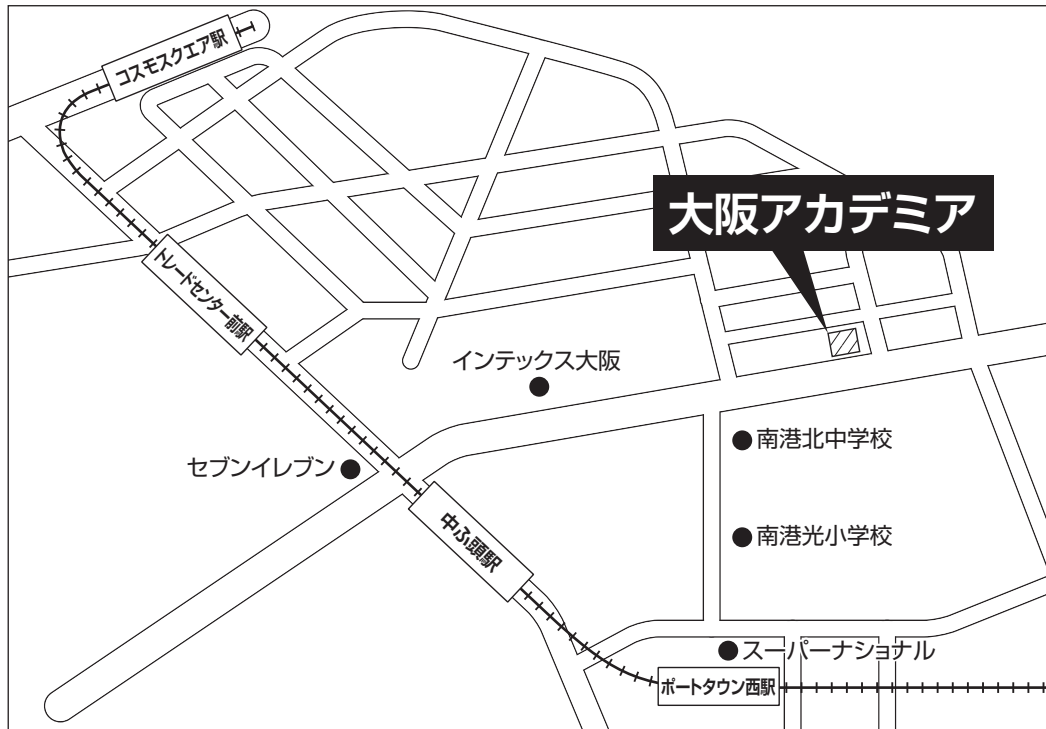 コスモスクエア駅
大阪アカデミア
トレードセンター前駅
インテックス大阪
南港北中学校
セブンイレブン
中ふ頭駅
南港光小学校
スーパーナショナル
ポートタウン西駅